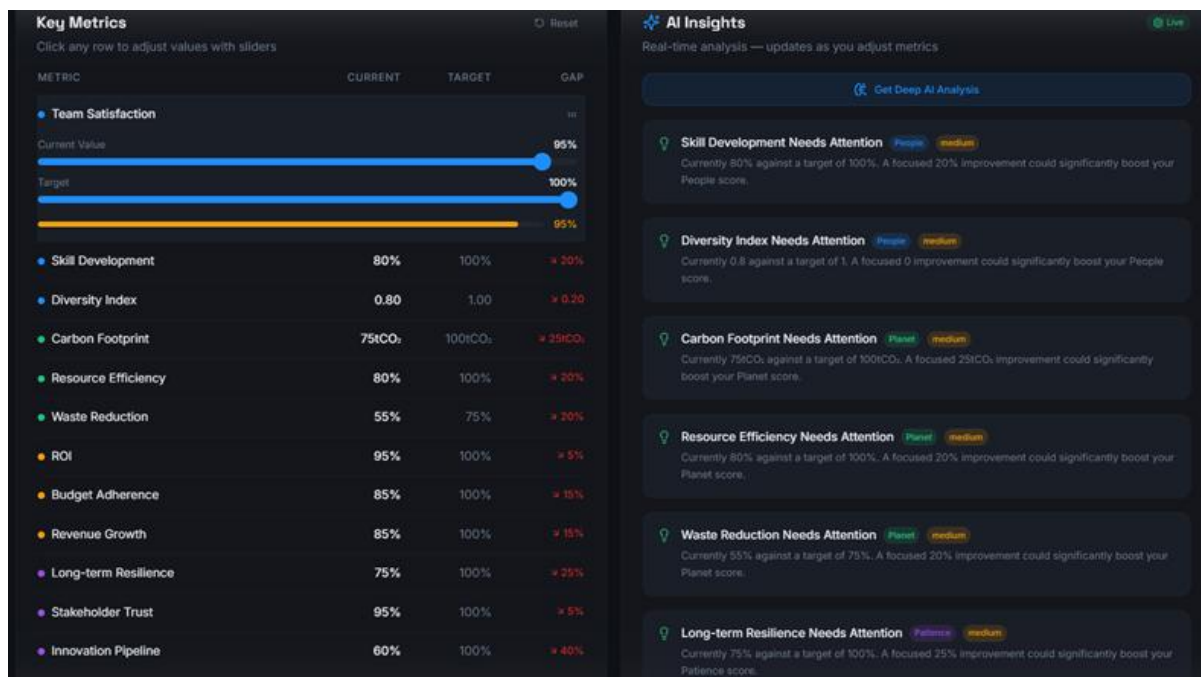 Key Metrics
Reset
Click any row to adjust values with sliders
METRIC CURRENT TARGET GAP
Team Satisfaction
Current Value 95%
Target 100%
95%
Skill Development 80% 100% 20%
Diversity Index 0.80 1.00 0.20
Carbon Footprint 75tCO₂ 100tCO₂ 25tCO₂
Resource Efficiency 80% 100% 20%
Waste Reduction 55% 75% 20%
ROI 95% 100% 5%
Budget Adherence 85% 100% 15%
Revenue Growth 85% 100% 15%
Long-term Resilience 75% 100% 25%
Stakeholder Trust 95% 100% 5%
Innovation Pipeline 60% 100% 40%
AI Insights
Live
Real-time analysis — updates as you adjust metrics
Get Deep AI Analysis
Skill Development Needs Attention People medium
Currently 80% against a target of 100%. A focused 20% improvement could significantly boost your
People score.
Diversity Index Needs Attention People medium
Currently 0.8 against a target of 1. A focused 0 improvement could significantly boost your People
score.
Carbon Footprint Needs Attention Planet medium
Currently 75tCO₂ against a target of 100tCO₂. A focused 25tCO₂ improvement could significantly
boost your Planet score.
Resource Efficiency Needs Attention Planet medium
Currently 80% against a target of 100%. A focused 20% improvement could significantly boost your
Planet score.
Waste Reduction Needs Attention Planet medium
Currently 55% against a target of 75%. A focused 20% improvement could significantly boost your
Planet score.
Long-term Resilience Needs Attention Patience medium
Currently 75% against a target of 100%. A focused 25% improvement could significantly boost your
Patience score.